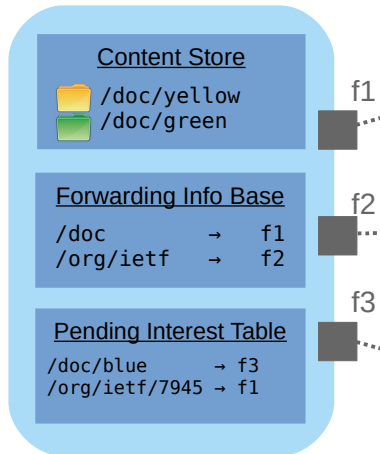 Content Store
/doc/yellow
/doc/green
f1
Forwarding Info Base
/doc → f1
/org/ietf → f2
f2
Pending Interest Table
/doc/blue → f3
/org/ietf/7945 → f1
f3